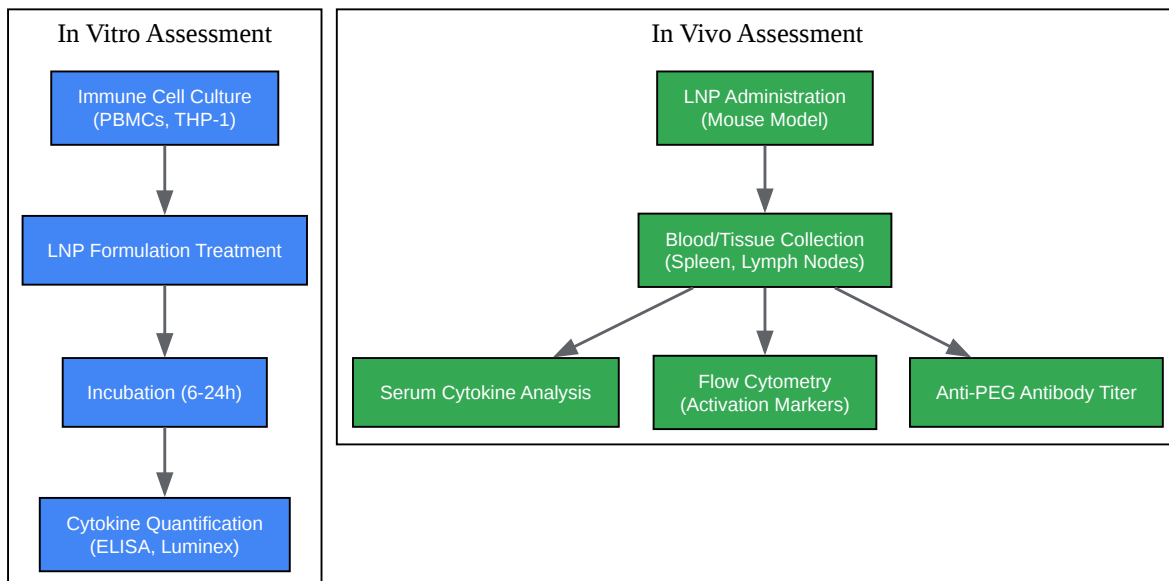 In Vitro Assessment
Immune Cell Culture
(PBMCs, THP-1)
LNP Formulation Treatment
Incubation (6-24h)
Cytokine Quantification
(ELISA, Luminex)
In Vivo Assessment
LNP Administration
(Mouse Model)
Blood/Tissue Collection
(Spleen, Lymph Nodes)
Serum Cytokine Analysis
Flow Cytometry
(Activation Markers)
Anti-PEG Antibody Titer